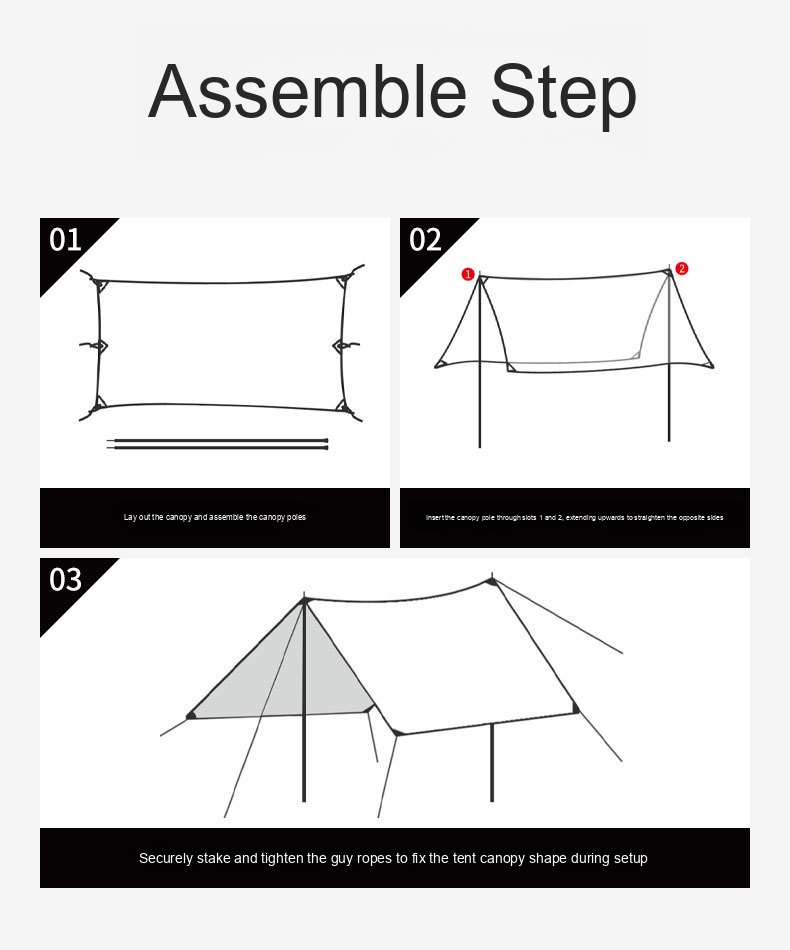 Assemble Step
01
02
1
2
Lay out the canopy and assemble the canopy poles
Insert the canopy pole through slots 1 and 2, extending upwards to straighten the opposite sides
03
Securely stake and tighten the guy ropes to fix the tent canopy shape during setup